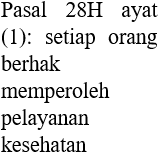 Pasal 28H ayat
(1): setiap orang
berhak
memperoleh
pelayanan
kesehatan